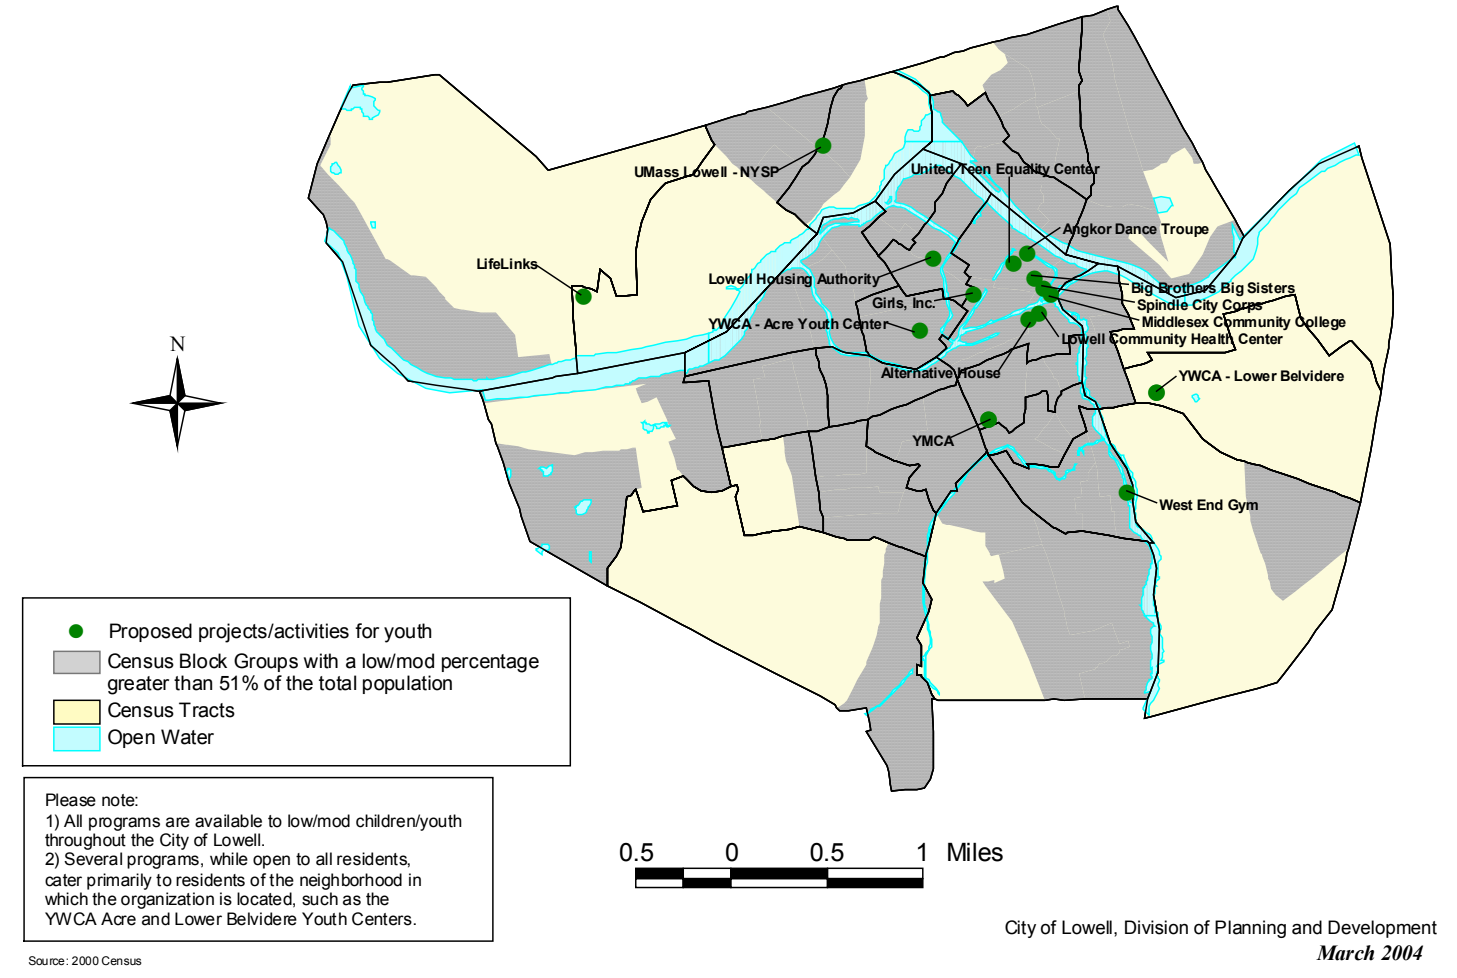 United Teen Equality Center
UMass Lowell - NYSP
Angkor Dance Troupe
LifeLinks
Lowell Housing Authority
Big Brothers Big Sisters
Girls, Inc.
Spindle City Corps
YWCA - Acre Youth Center
Middlesex Community College
Lowell Community Health Center
N
Alternative House
YWCA - Lower Belvidere
YMCA
West End Gym
Proposed projects/activities for youth
Census Block Groups with a low/mod percentage
greater than 51% of the total population
Census Tracts
Open Water
Please note:
1) All programs are available to low/mod children/youth
throughout the City of Lowell.
2) Several programs, while open to all residents,
cater primarily to residents of the neighborhood in
which the organization is located, such as the
YWCA Acre and Lower Belvidere Youth Centers.
0.5 0 0.5 1 Miles
City of Lowell, Division of Planning and Development
March 2004
Source: 2000 Census